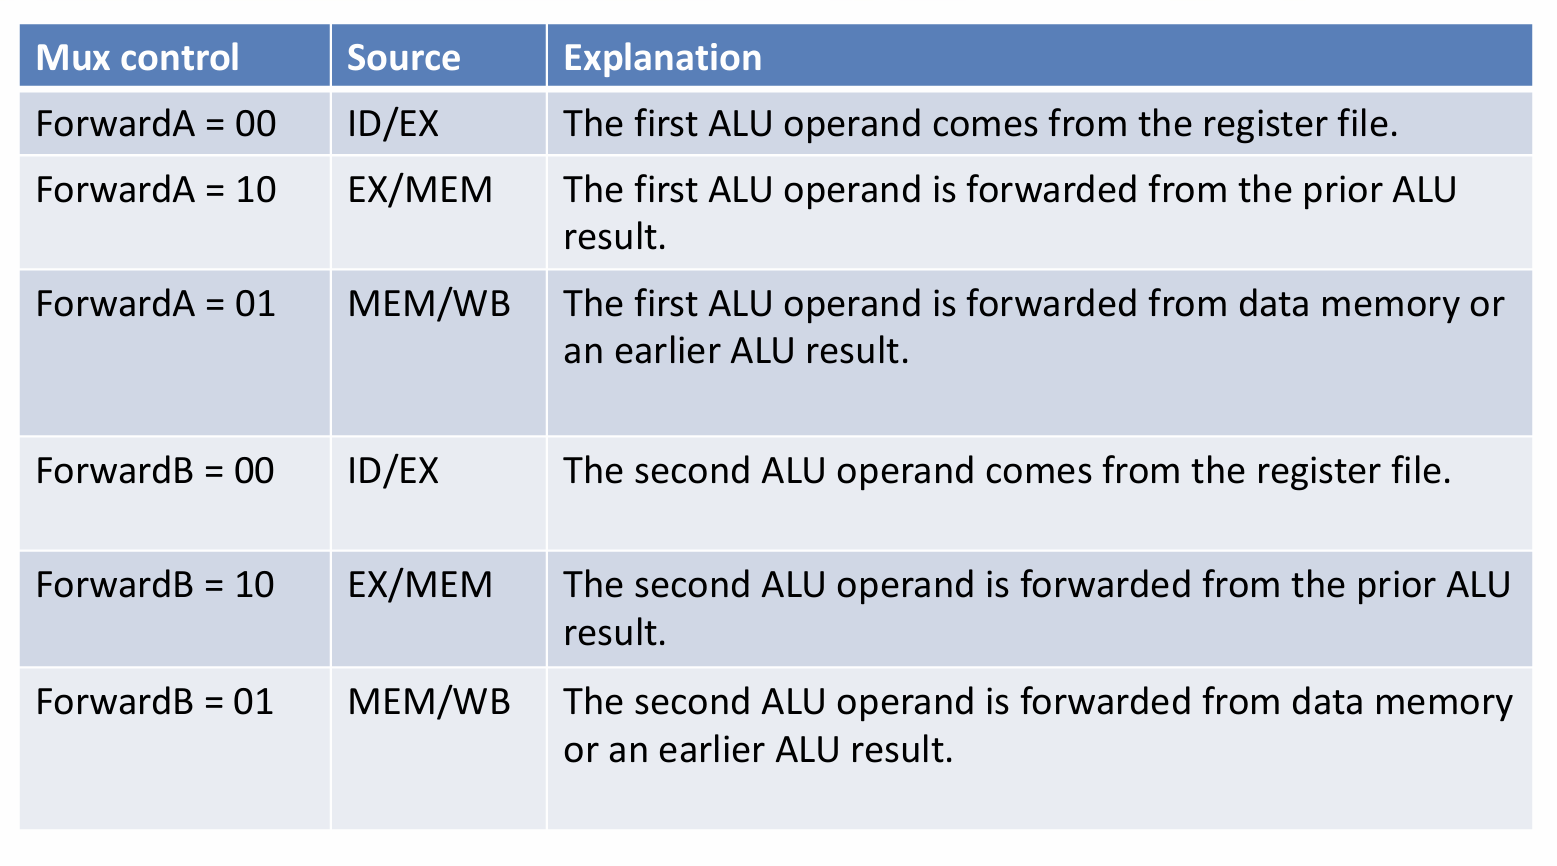 Mux control Source Explanation
ForwardA = 00 ID/EX The first ALU operand comes from the register file.
ForwardA = 10 EX/MEM The first ALU operand is forwarded from the prior ALU
result.
ForwardA = 01 MEM/WB The first ALU operand is forwarded from data memory or
an earlier ALU result.
ForwardB = 00 ID/EX The second ALU operand comes from the register file.
ForwardB = 10 EX/MEM The second ALU operand is forwarded from the prior ALU
result.
ForwardB = 01 MEM/WB The second ALU operand is forwarded from data memory
or an earlier ALU result.